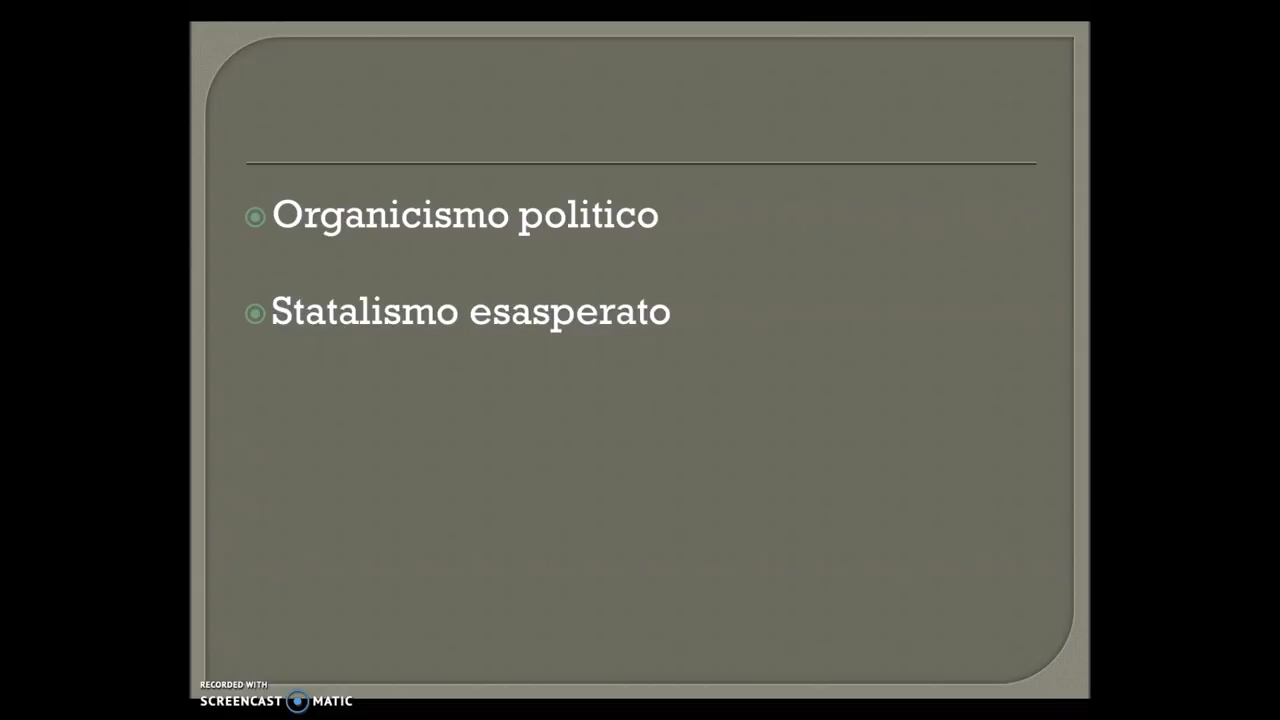 Organicismo politico
Statalismo esasperato
RECORDED WITH
SCREENCAST MATIC